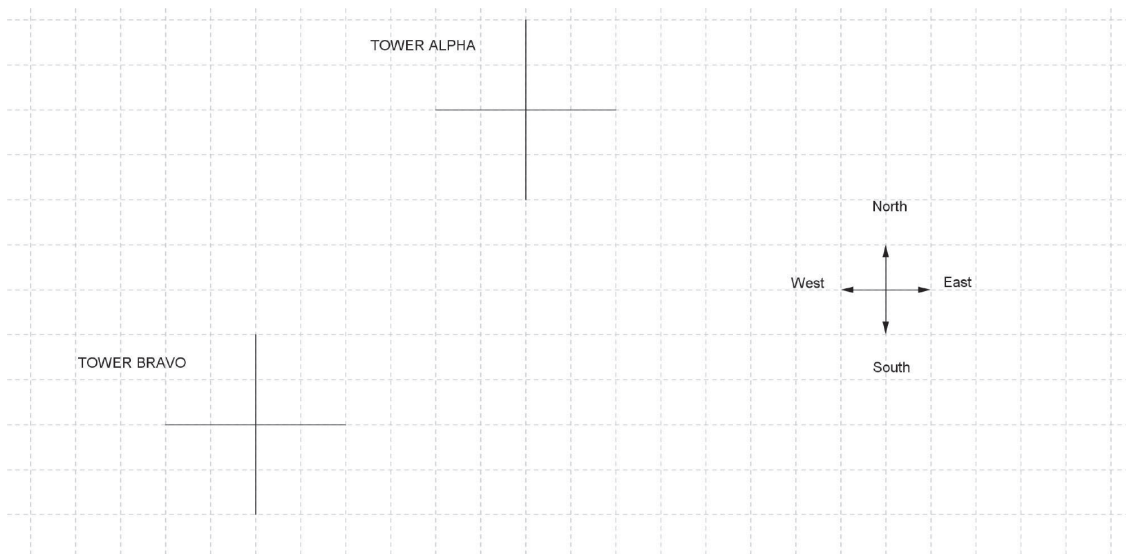 TOWER ALPHA
North
West
East
TOWER BRAVO
South